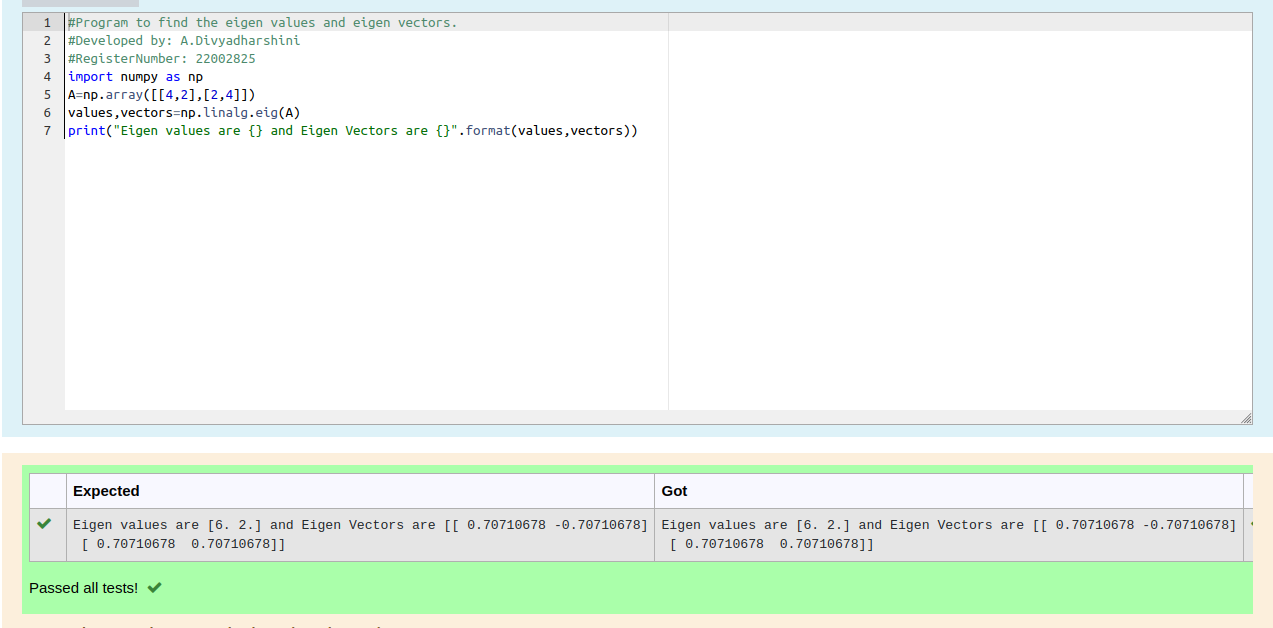 1 #Program to find the eigen values and eigen vectors.
2 #Developed by: A.Divyadharshini
3 #RegisterNumber: 22002825
4 import numpy as np
5 A=np.array([[4,2],[2,4]])
6 values,vectors=np.linalg.eig(A)
7 print("Eigen values are {} and Eigen Vectors are {}".format(values,vectors))
Expected Got
Eigen values are [6. 2.] and Eigen Vectors are [[ 0.70710678 -0.70710678] Eigen values are [6. 2.] and Eigen Vectors are [[ 0.70710678 -0.70710678]
[ 0.70710678  0.70710678]] [ 0.70710678  0.70710678]]
Passed all tests!